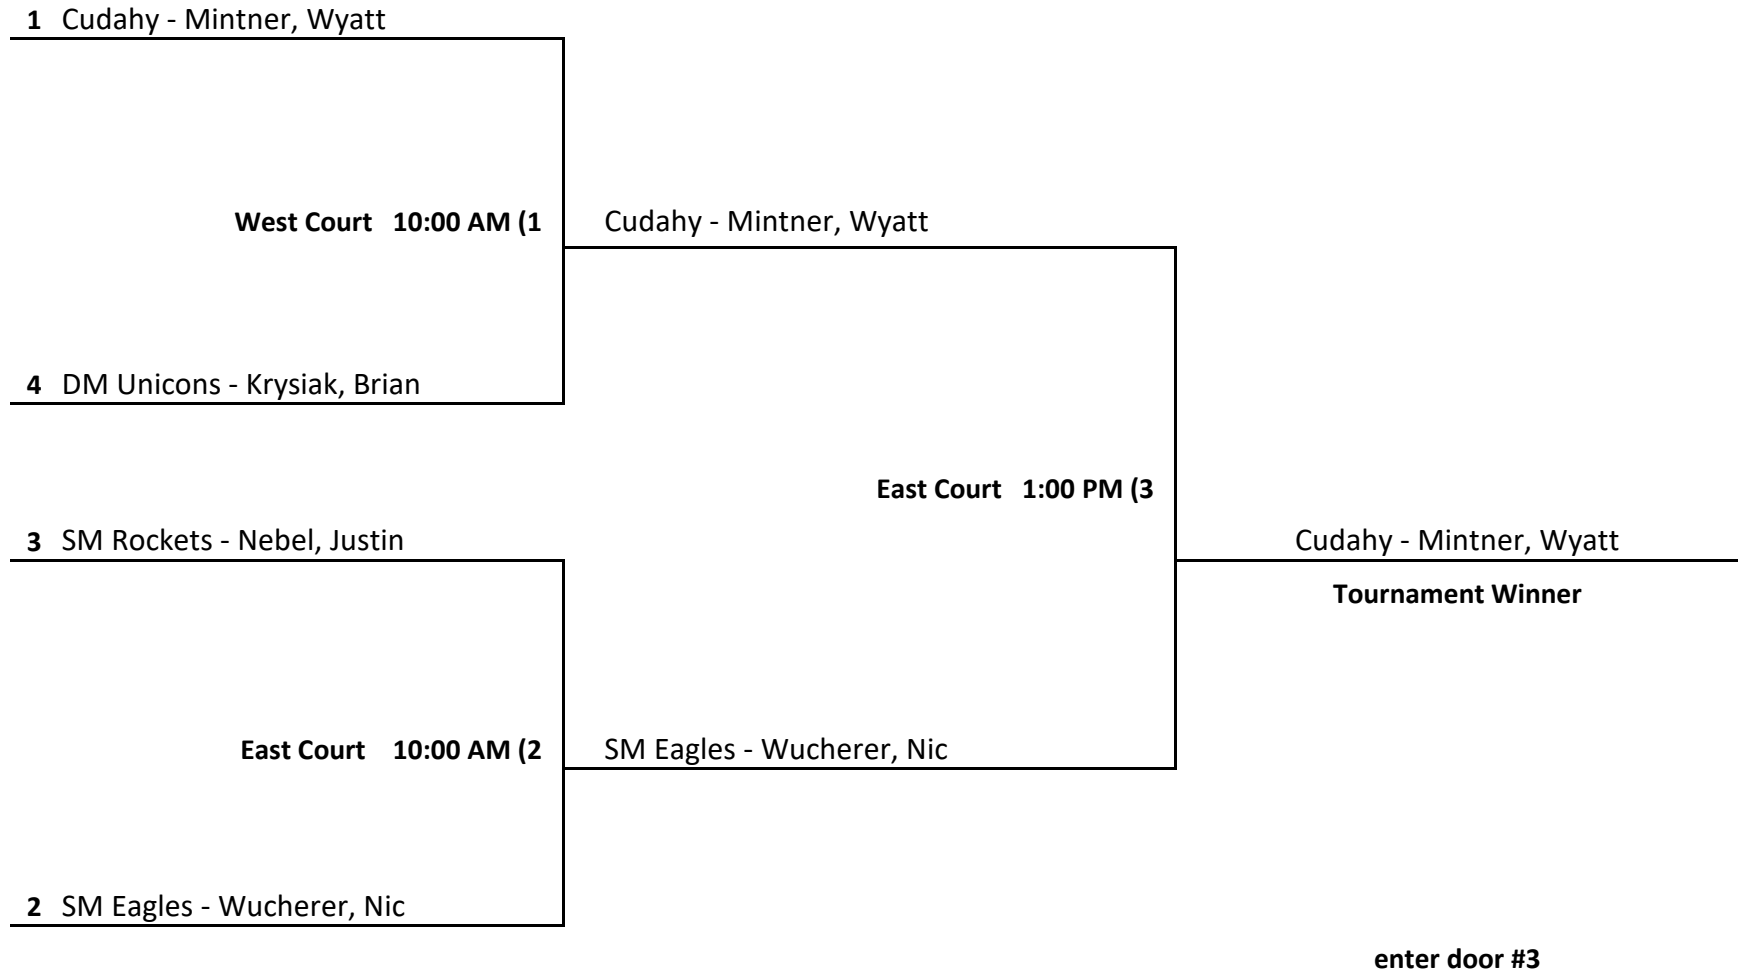 1 Cudahy - Mintner, Wyatt
West Court 10:00 AM (1
Cudahy - Mintner, Wyatt
4 DM Unicons - Krysiak, Brian
East Court 1:00 PM (3
3 SM Rockets - Nebel, Justin
Cudahy - Mintner, Wyatt
Tournament Winner
East Court 10:00 AM (2
SM Eagles - Wucherer, Nic
2 SM Eagles - Wucherer, Nic
enter door #3